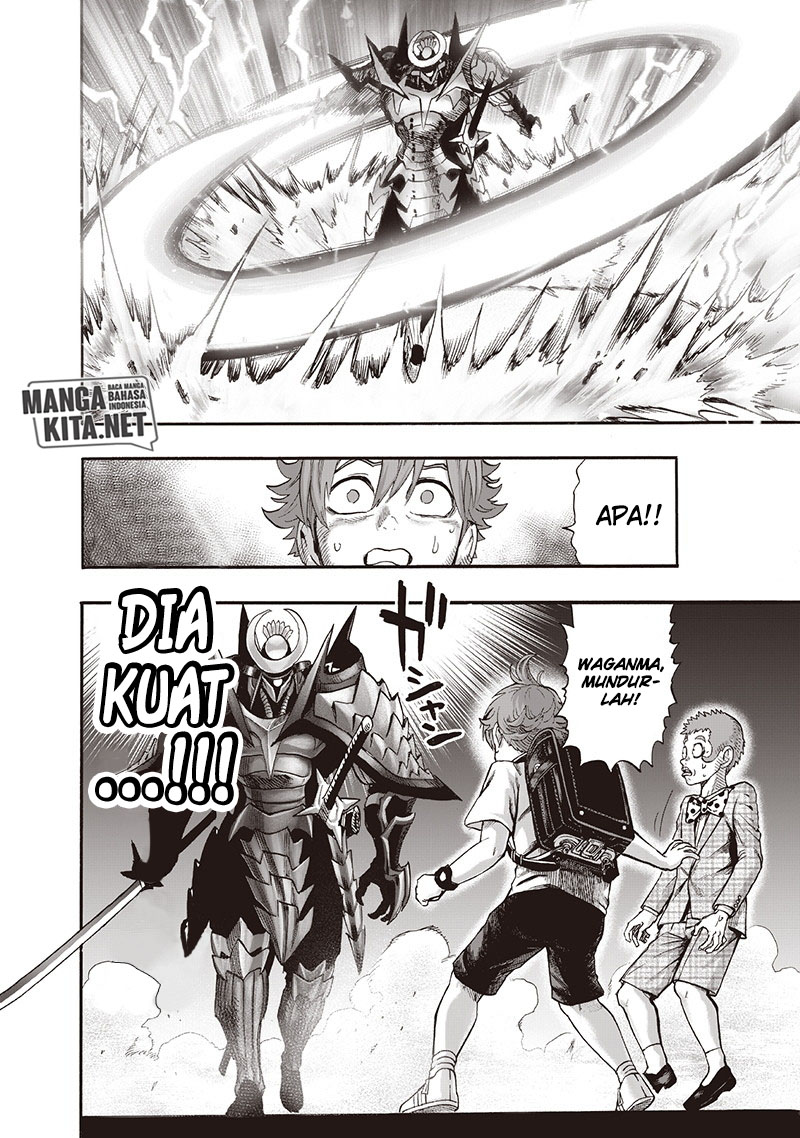 MANGA
KITA.NET
BACA MANGA
BAHASA
INDONESIA
APA!!
WAGANMA,
MUNDUR-
LAH!
DIA
KUAT
...!!!
ガシャン